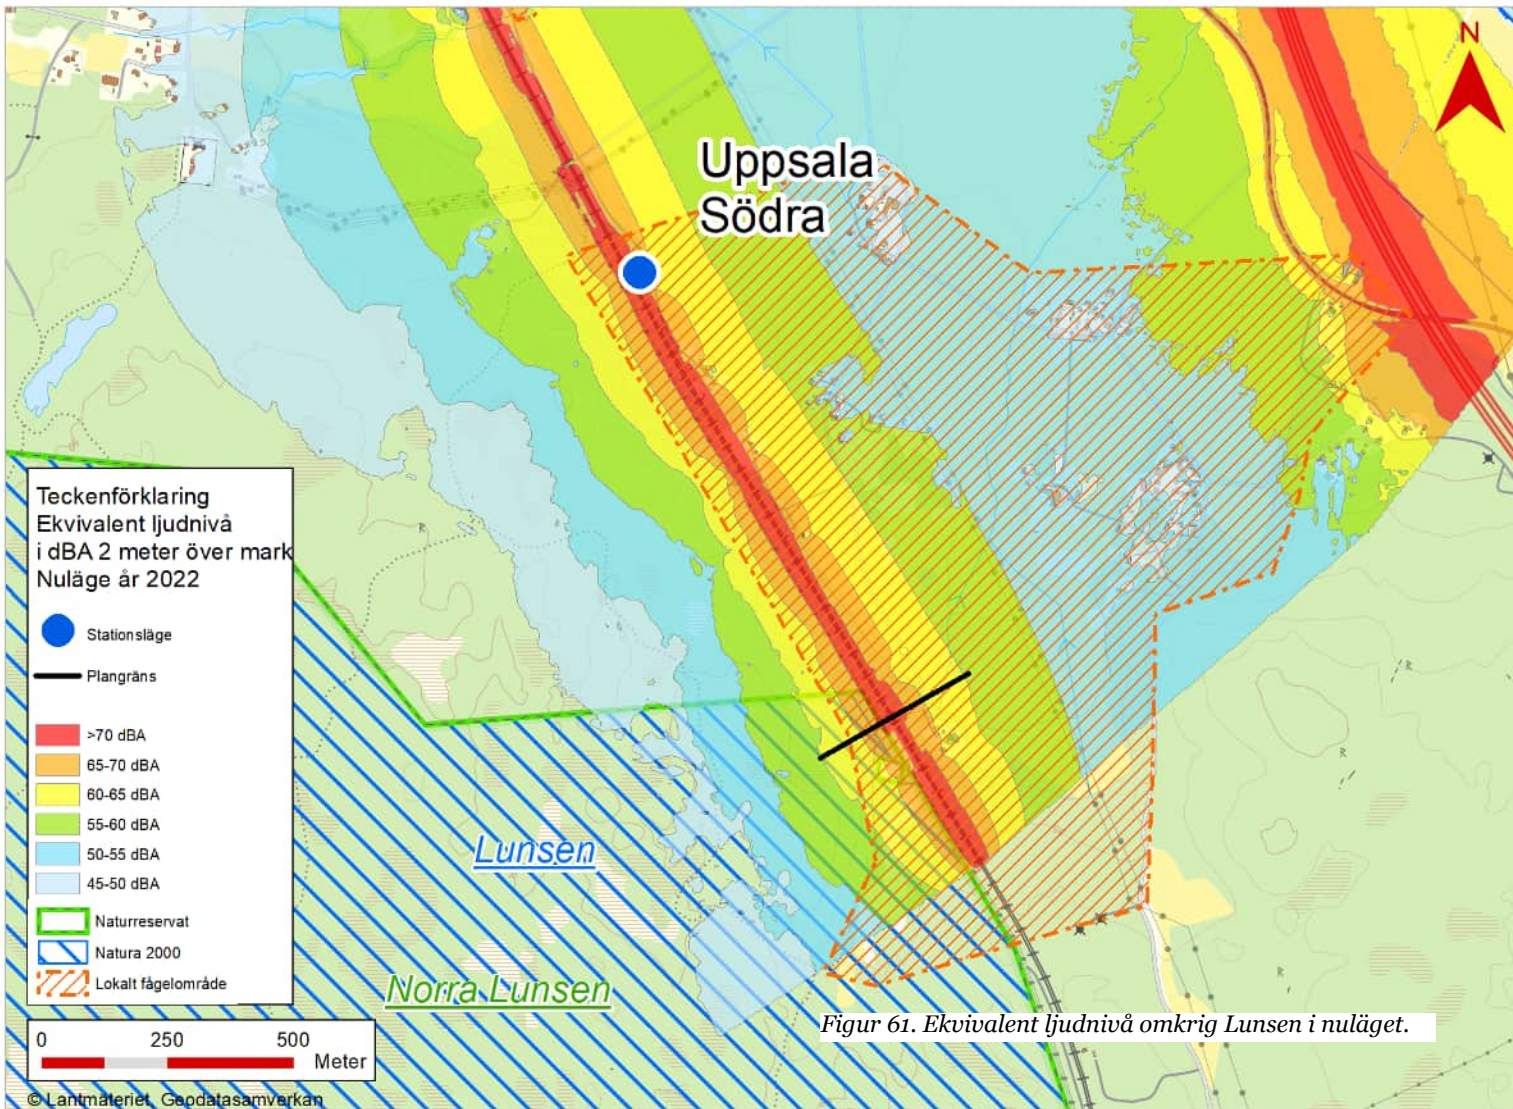 N
Uppsala
Södra
Teckenförklaring
Ekvivalent ljudnivå
i dBA 2 meter över mark
Nuläge år 2022
Stationsläge
Plangräns
>70 dBA
65-70 dBA
60-65 dBA
55-60 dBA
50-55 dBA
45-50 dBA
Naturreservat
Natura 2000
Lokalt fågelområde
Lunsen
Norra Lunsen
Figur 61. Ekvivalent ljudnivå omkrig Lunsen i nuläget.
0 250 500
Meter
© Lantmäteriet, Geodatasamverkan
R
R
R
R
R